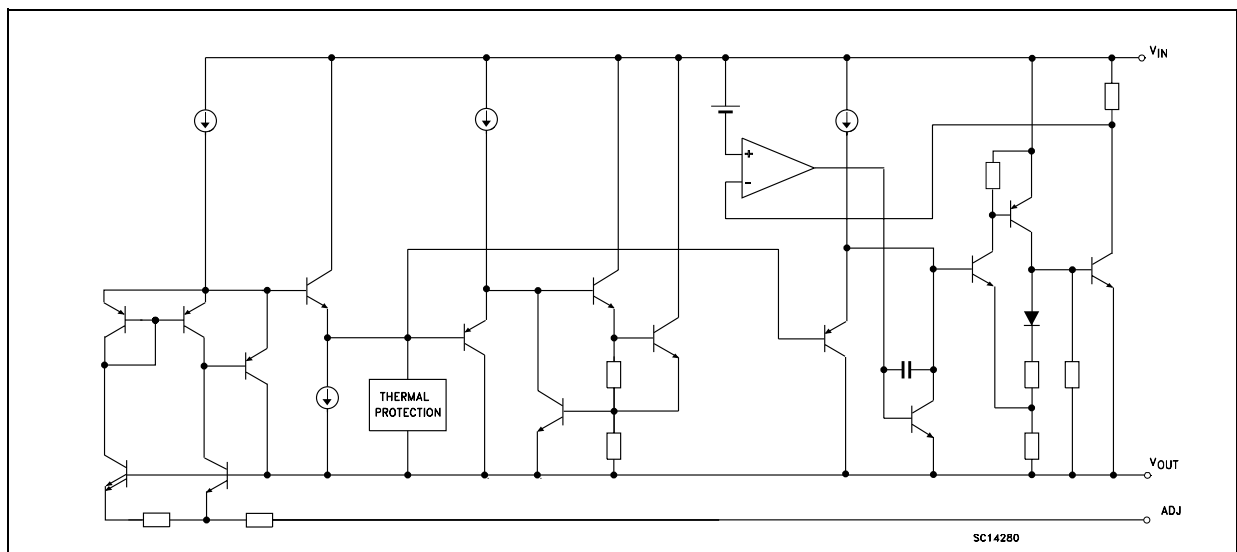 VIN
+
−
THERMAL
PROTECTION
VOUT
ADJ
SC14280